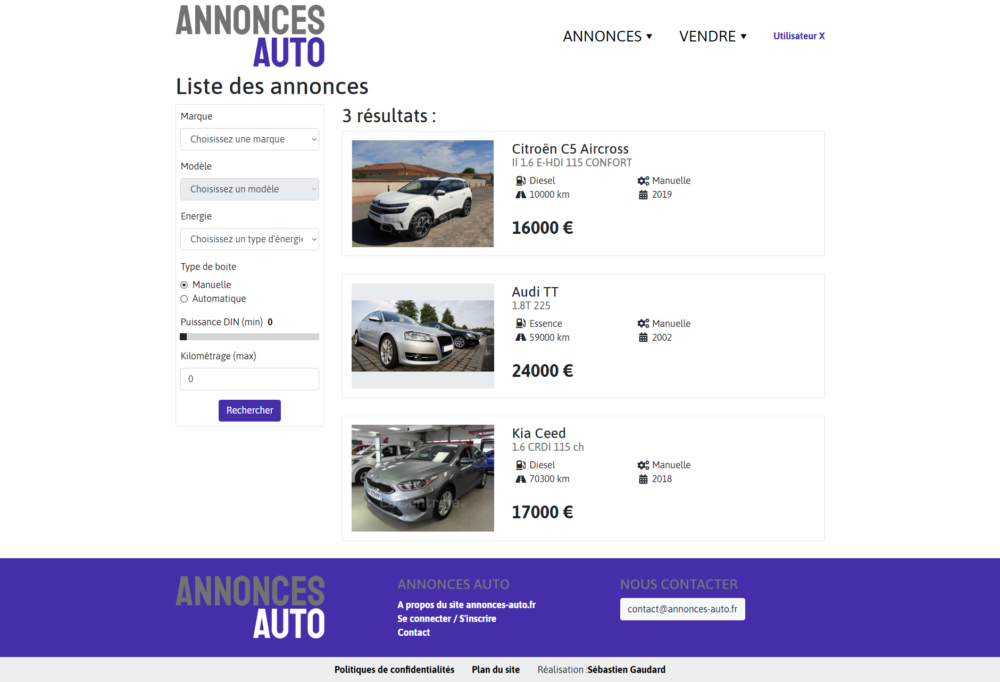 ANNONCES
AUTO
ANNONCES ▼
VENDRE ▼
Utilisateur X
Liste des annonces
Marque
Choisissez une marque
Modèle
Choisissez un modèle
Energie
Choisissez un type d'énergie
Type de boite
Manuelle
Automatique
Puissance DIN (min) 0
Kilométrage (max)
0
Rechercher
3 résultats :
Citroën C5 Aircross
II 1.6 E-HDI 115 CONFORT
Diesel
Manuelle
10000 km
2019
16000 €
LaCentrale
Audi TT
1.8T 225
Essence
Manuelle
59000 km
2002
24000 €
Kia Ceed
1.6 CRDI 115 ch
Diesel
Manuelle
70300 km
2018
17000 €
LaCentrale
ANNONCES
AUTO
ANNONCES AUTO
A propos du site annonces-auto.fr
Se connecter / S'inscrire
Contact
NOUS CONTACTER
contact@annonces-auto.fr
Politiques de confidentialités
Plan du site
Réalisation :Sébastien Gaudard